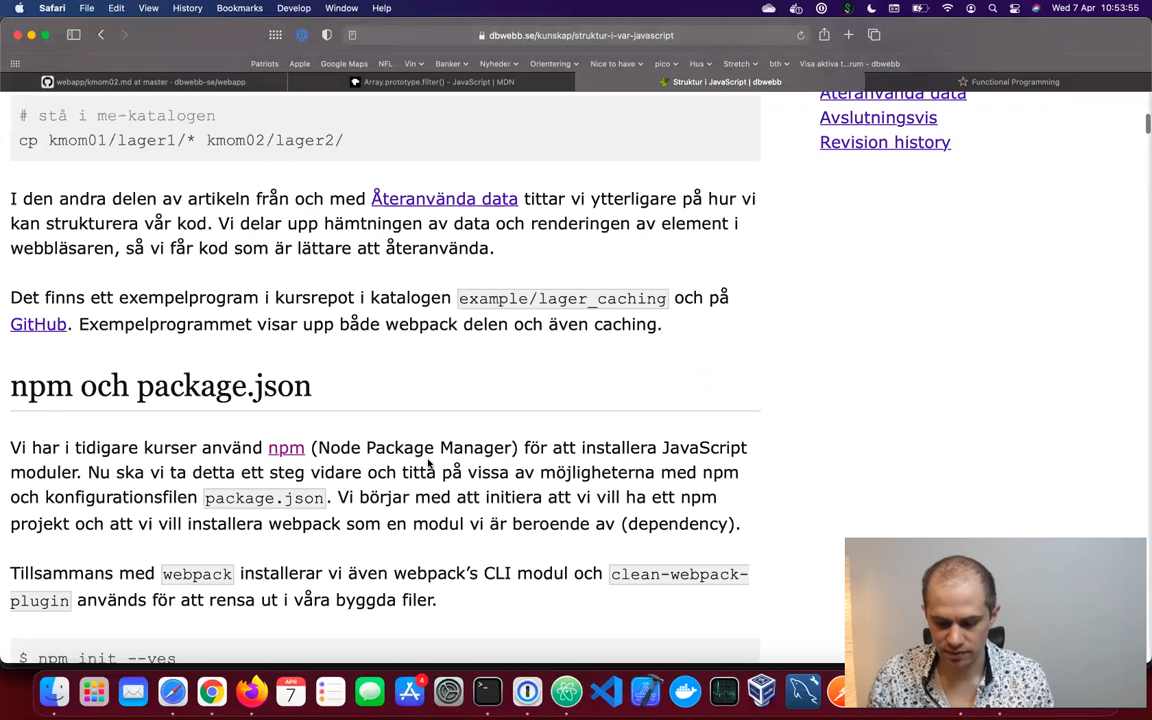 Safari File Edit View History Bookmarks Develop Window Help Wed 7 Apr 10:53:55
dbwebb.se/kunskap/struktur-i-var-javascript
Patriots Apple Google Maps NFL Vin Banker Nyheder Orientering Nice to have pico Hus Stretch bth Visa aktiva t...rum – dbwebb
webapp/kmom02.md at master · dbwebb-se/webapp Array.prototype.filter() - JavaScript | MDN Struktur i JavaScript | dbwebb Functional Programming
# stå i me-katalogen
cp kmom01/lager1/* kmom02/lager2/
Återanvända data
Avslutningsvis
Revision history
I den andra delen av artikeln från och med Återanvända data tittar vi ytterligare på hur vi
kan strukturera vår kod. Vi delar upp hämtningen av data och renderingen av element i
webbläsaren, så vi får kod som är lättare att återanvända.
Det finns ett exempelprogram i kursrepot i katalogen example/lager_caching och på
GitHub. Exempelprogrammet visar upp både webpack delen och även caching.
npm och package.json
Vi har i tidigare kurser använd npm (Node Package Manager) för att installera JavaScript
moduler. Nu ska vi ta detta ett steg vidare och titta på vissa av möjligheterna med npm
och konfigurationsfilen package.json. Vi börjar med att initiera att vi vill ha ett npm
projekt och att vi vill installera webpack som en modul vi är beroende av (dependency).
Tillsammans med webpack installerar vi även webpack’s CLI modul och clean-webpack-
plugin används för att rensa ut i våra byggda filer.
$ npm init --yes
APR
7
4